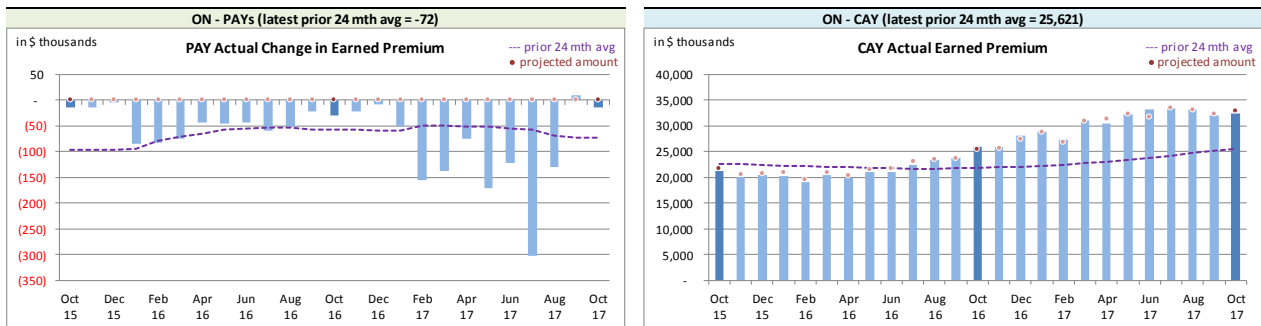 ON - PAYs (latest prior 24 mth avg = -72)
in $ thousands
PAY Actual Change in Earned Premium
--- prior 24 mth avg
• projected amount
50
-
(50)
(100)
(150)
(200)
(250)
(300)
(350)
Oct Dec Feb Apr Jun Aug Oct Dec Feb Apr Jun Aug Oct
15 15 16 16 16 16 16 16 17 17 17 17 17
ON - CAY (latest prior 24 mth avg = 25,621)
in $ thousands
CAY Actual Earned Premium
--- prior 24 mth avg
• projected amount
40,000
35,000
30,000
25,000
20,000
15,000
10,000
5,000
-
Oct Dec Feb Apr Jun Aug Oct Dec Feb Apr Jun Aug Oct
15 15 16 16 16 16 16 16 17 17 17 17 17